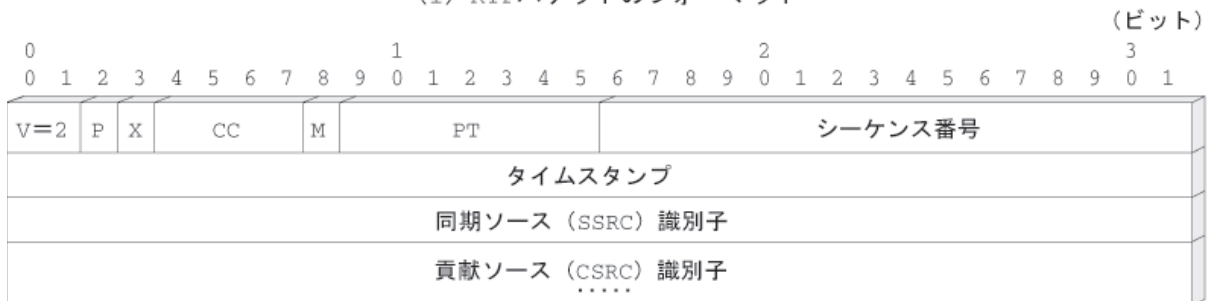 (ビット)
0 1 2 3
0 1 2 3 4 5 6 7 8 9 0 1 2 3 4 5 6 7 8 9 0 1 2 3 4 5 6 7 8 9 0 1
V=2 P X CC M PT シーケンス番号
タイムスタンプ
同期ソース (SSRC) 識別子
貢献ソース (CSRC) 識別子
.....